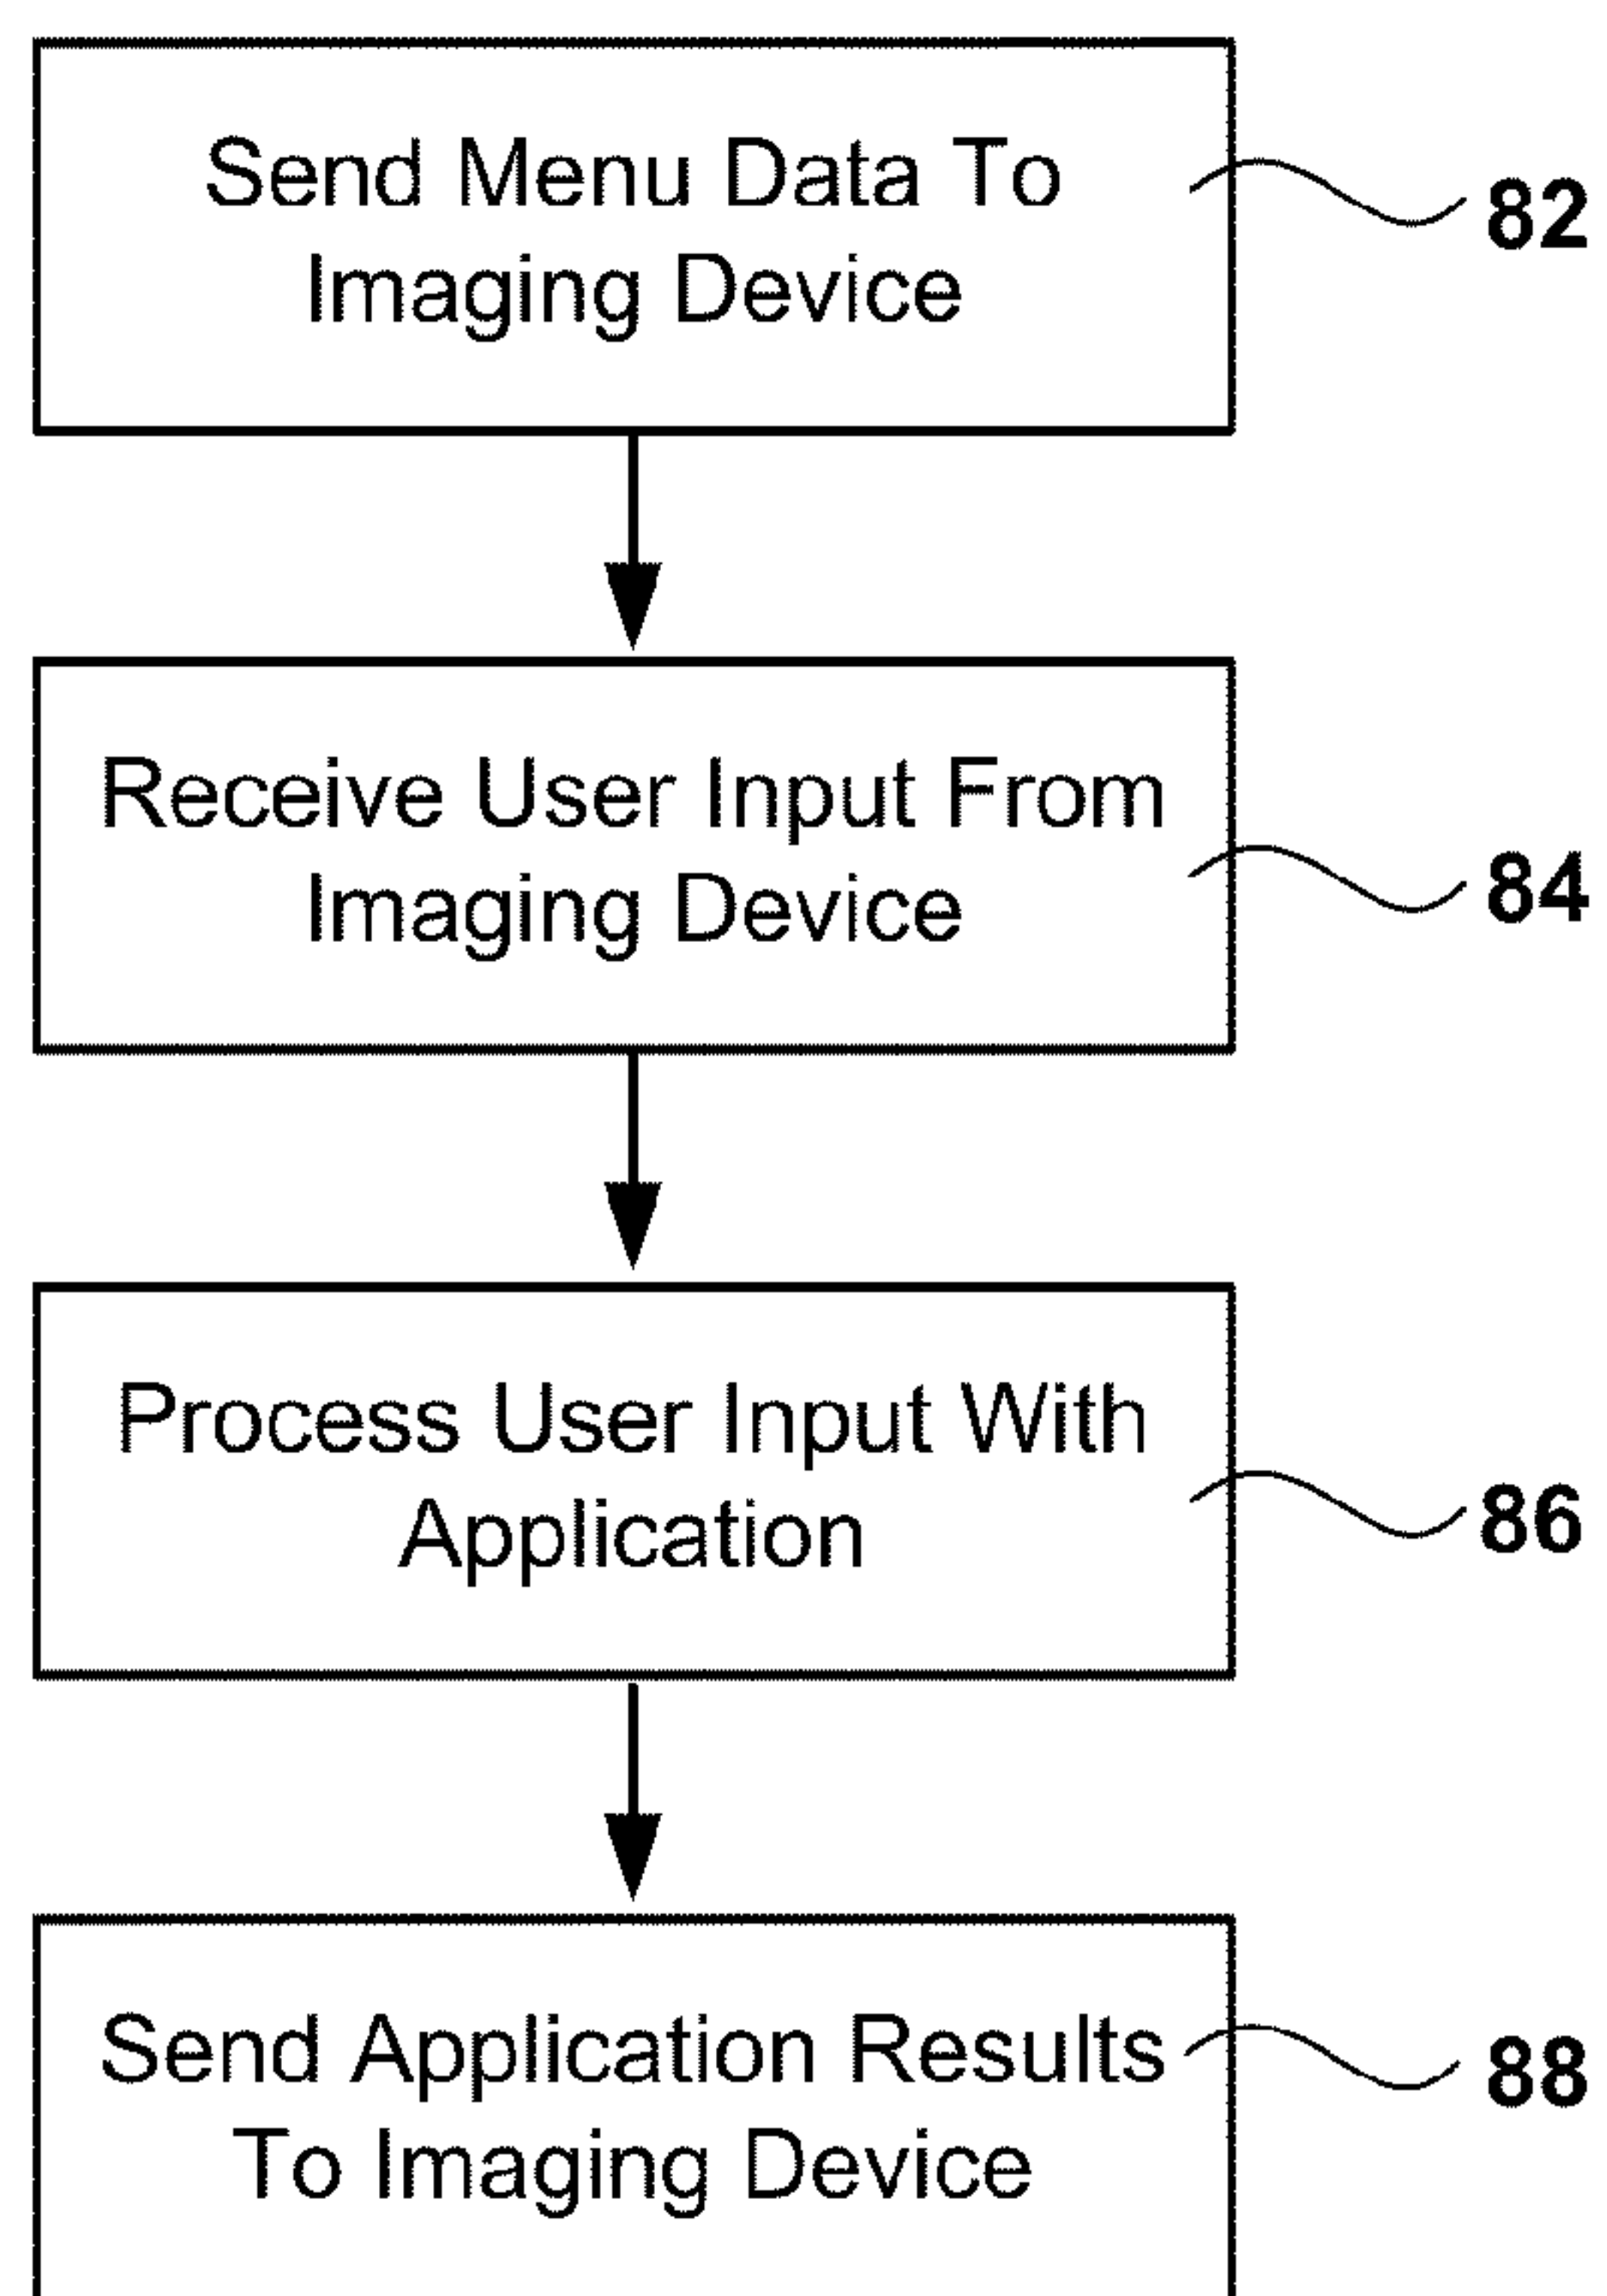 Send Menu Data To
Imaging Device
82
Receive User Input From
Imaging Device
84
Process User Input With
Application
86
Send Application Results
To Imaging Device
88